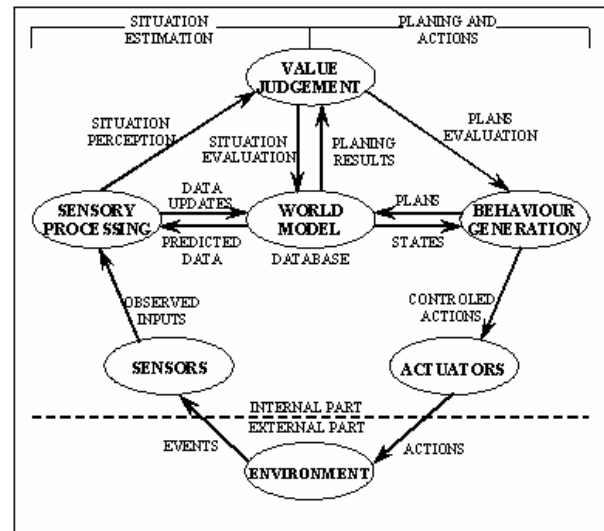 SITUATION
ESTIMATION
PLANING AND
ACTIONS
VALUE
JUDGEMENT
SITUATION
PERCEPTION
SITUATION
EVALUATION
PLANING
RESULTS
PLANS
EVALUATION
DATA
UPDATES
PLANS
SENSORY
PROCESSING
WORLD
MODEL
BEHAVIOUR
GENERATION
PREDICTED
DATA
DATABASE
STATES
OBSERVED
INPUTS
CONTROLED
ACTIONS
SENSORS
ACTUATORS
INTERNAL PART
EXTERNAL PART
EVENTS
ACTIONS
ENVIRONMENT